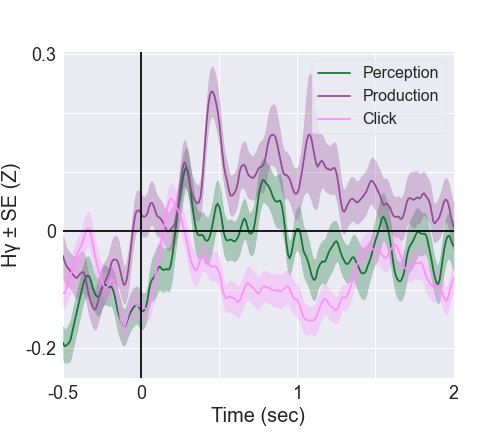 0.3
Perception
Production
Click
Hγ ± SE (Z)
0
-0.2
-0.5
0
1
2
Time (sec)